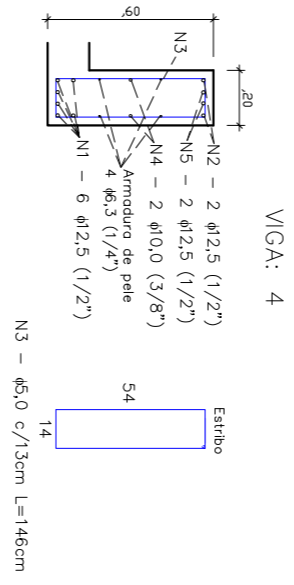 VIGA: 4
,60
,20
N3
N2 - 2 ϕ12,5 (1/2")
N5 - 2 ϕ12,5 (1/2")
N4 - 2 ϕ10,0 (3/8")
Armadura de pele
4 ϕ6,3 (1/4")
N1 - 6 ϕ12,5 (1/2")
Estribo
54
14
N3 - ϕ5,0 c/13cm L=146cm